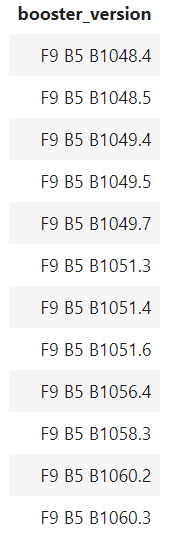 booster_version
F9 B5 B1048.4
F9 B5 B1048.5
F9 B5 B1049.4
F9 B5 B1049.5
F9 B5 B1049.7
F9 B5 B1051.3
F9 B5 B1051.4
F9 B5 B1051.6
F9 B5 B1056.4
F9 B5 B1058.3
F9 B5 B1060.2
F9 B5 B1060.3